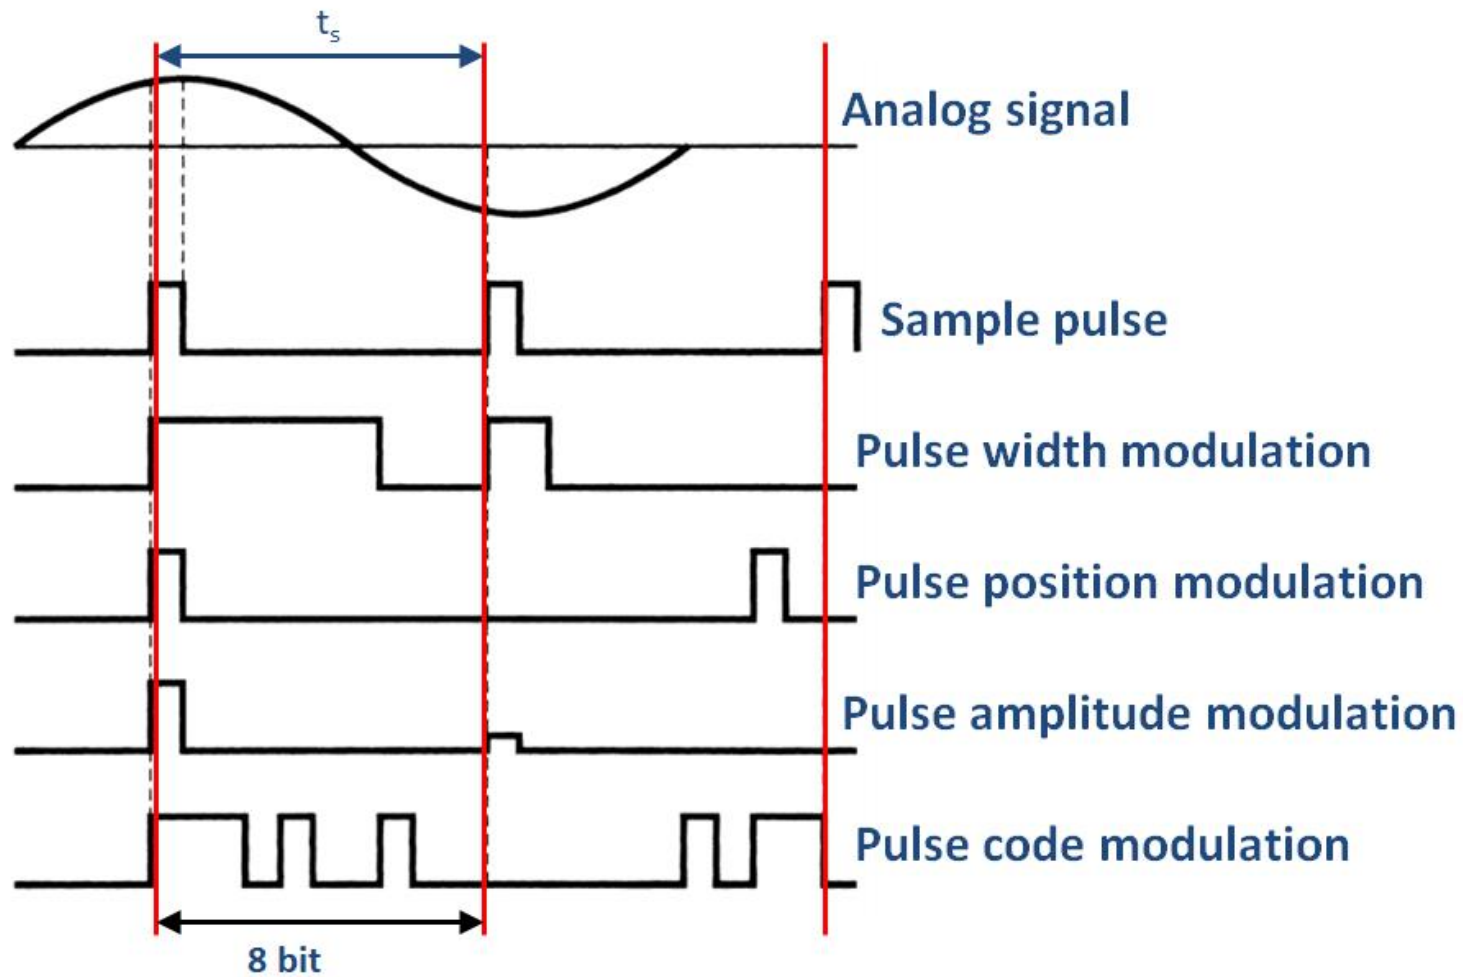 tₛ
Analog signal
Sample pulse
Pulse width modulation
Pulse position modulation
Pulse amplitude modulation
Pulse code modulation
8 bit